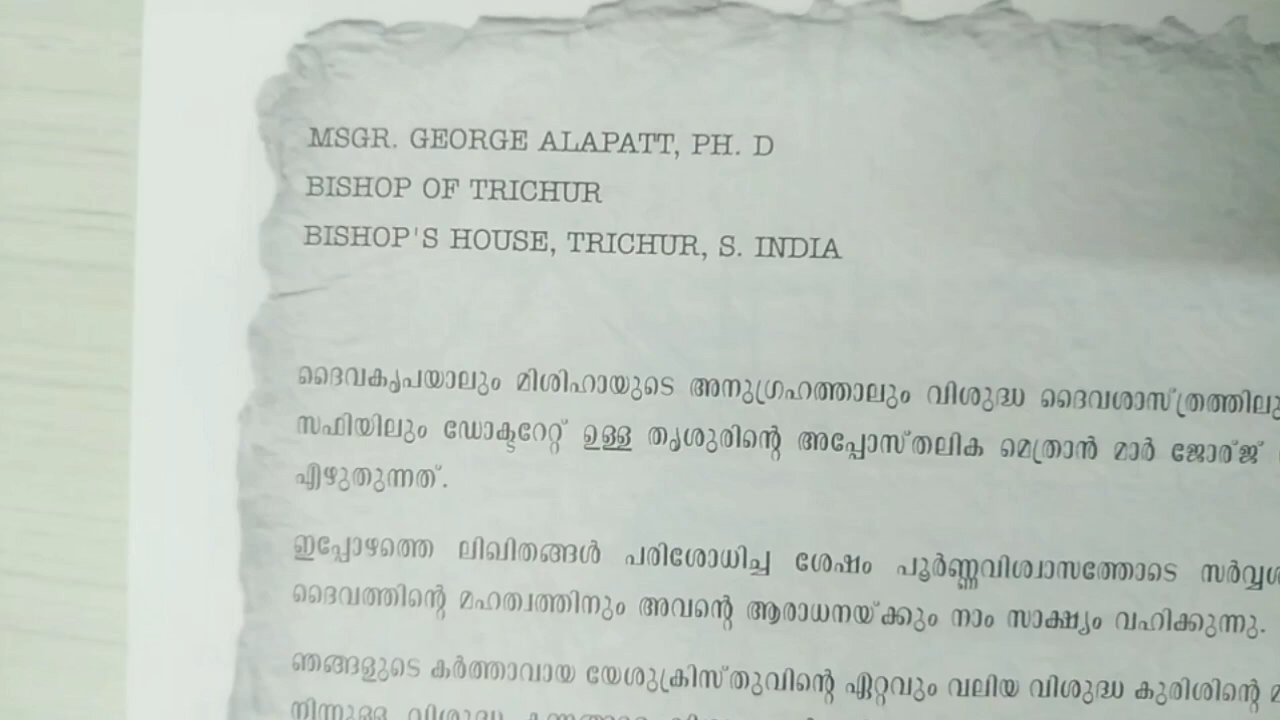 MSGR. GEORGE ALAPATT, PH. D
BISHOP OF TRICHUR
BISHOP'S HOUSE, TRICHUR, S. INDIA
ദൈവകൃപയാലും മിശിഹായുടെ അനുഗ്രഹത്താലും വിശുദ്ധ ദൈവശാസ്ത്രത്തിലു
സഫിയിലും ഡോക്ടറേറ്റ് ഉള്ള തൃശൂരിന്റെ അപ്പോസ്തലിക മെത്രാൻ മാർ ജോര്ജ്
എഴുതുന്നത്.
ഇപ്പോഴത്തെ ലിഖിതങ്ങൾ പരിശോധിച്ച ശേഷം പൂർണ്ണവിശ്വാസത്തോടെ സർവ്വശ
ദൈവത്തിന്റെ മഹത്വത്തിനും അവന്റെ ആരാധനയ്ക്കും നാം സാക്ഷ്യം വഹിക്കുന്നു.
ഞങ്ങളുടെ കർത്താവായ യേശുക്രിസ്തുവിന്റെ ഏറ്റവും വലിയ വിശുദ്ധ കുരിശിന്റെ